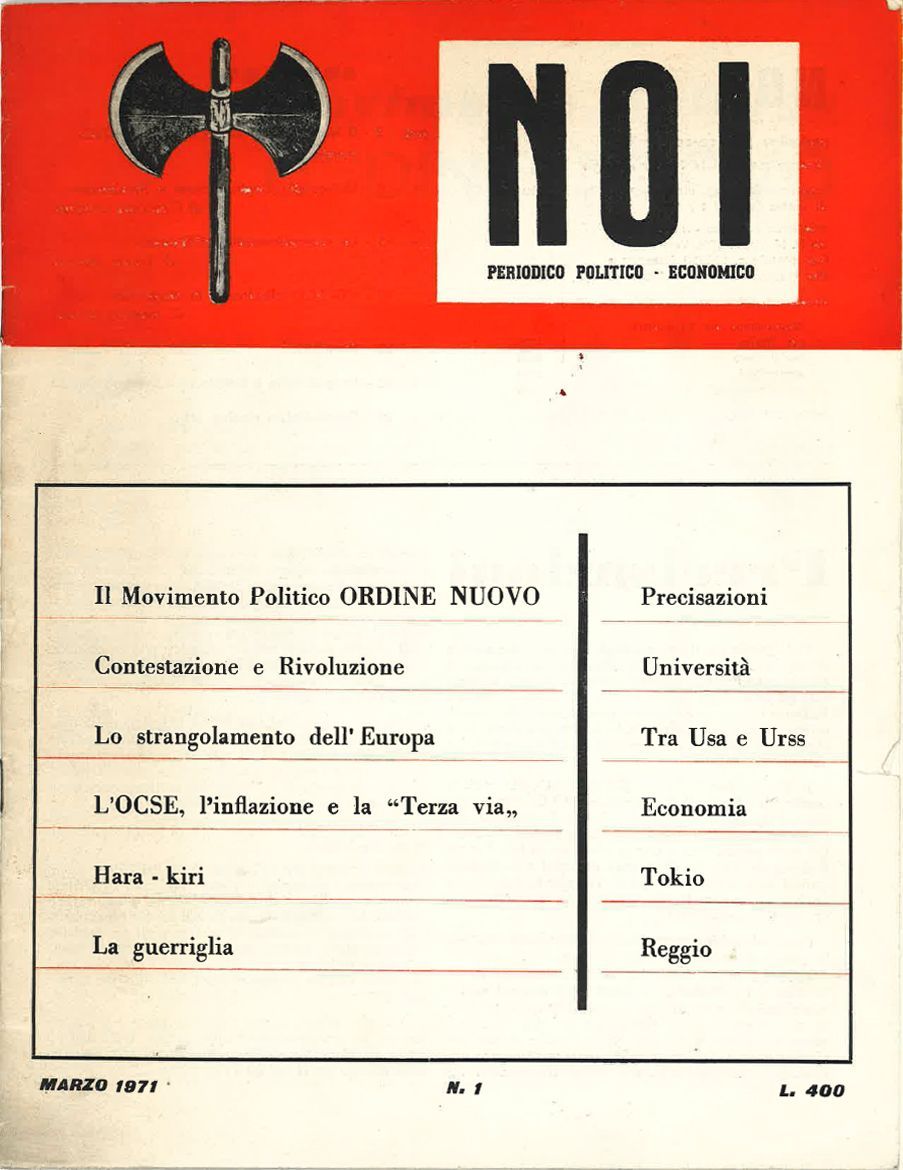 NOI
PERIODICO POLITICO - ECONOMICO
Il Movimento Politico ORDINE NUOVO
Precisazioni
Contestazione e Rivoluzione
Università
Lo strangolamento dell' Europa
Tra Usa e Urss
L'OCSE, l'inflazione e la “Terza via„
Economia
Hara - kiri
Tokio
La guerriglia
Reggio
MARZO 1971
N. 1
L. 400